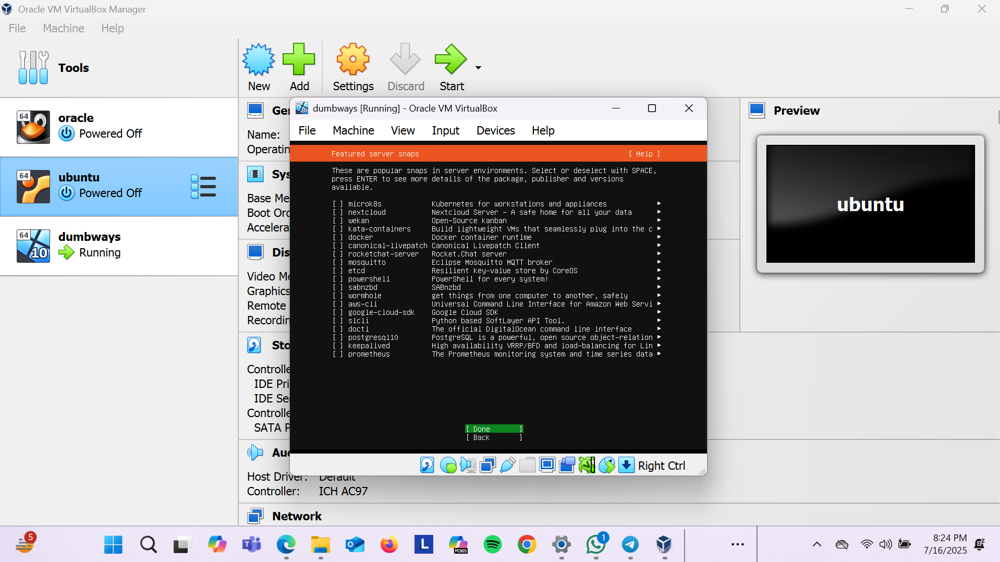 Oracle VM VirtualBox Manager
File Machine Help
Tools
New Add Settings Discard Start
64 oracle
Powered Off
64 ubuntu
Powered Off
64 10 dumbways
Running
Ger
Name:
Operatin
Sys
Base Me
Boot Ord
Accelera
Dis
Video Me
Graphics
Remote
Recordin
Sto
Controlle
IDE Pri
IDE Sec
Controlle
SATA P
Aud
Host Driver: Default
Controller: ICH AC97
Network
Preview
ubuntu
64 10 dumbways [Running] - Oracle VM VirtualBox
File Machine View Input Devices Help
Featured server snaps [ Help ]
These are popular snaps in server environments. Select or deselect with SPACE,
press ENTER to see more details of the package, publisher and versions
available.
[ ] microk8s Kubernetes for workstations and appliances
[ ] nextcloud Nextcloud Server - A safe home for all your data
[ ] wekan Open-Source kanban
[ ] kata-containers Build lightweight VMs that seamlessly plug into the c
[ ] docker Docker container runtime
[ ] canonical-livepatch Canonical Livepatch Client
[ ] rocketchat-server Rocket.Chat server
[ ] mosquitto Eclipse Mosquitto MQTT broker
[ ] etcd Resilient key-value store by CoreOS
[ ] powershell PowerShell for every system!
[ ] sabnzbd SABnzbd
[ ] wormhole get things from one computer to another, safely
[ ] aws-cli Universal Command Line Interface for Amazon Web Servi
[ ] google-cloud-sdk Google Cloud SDK
[ ] slcli Python based SoftLayer API Tool.
[ ] doctl The official DigitalOcean command line interface
[ ] postgresql10 PostgreSQL is a powerful, open source object-relation
[ ] keepalived High availability VRRP/BFD and load-balancing for Lin
[ ] prometheus The Prometheus monitoring system and time series data
[ Done ]
[ Back ]
Right Ctrl
5
L
M365
1
8:24 PM
7/16/2025